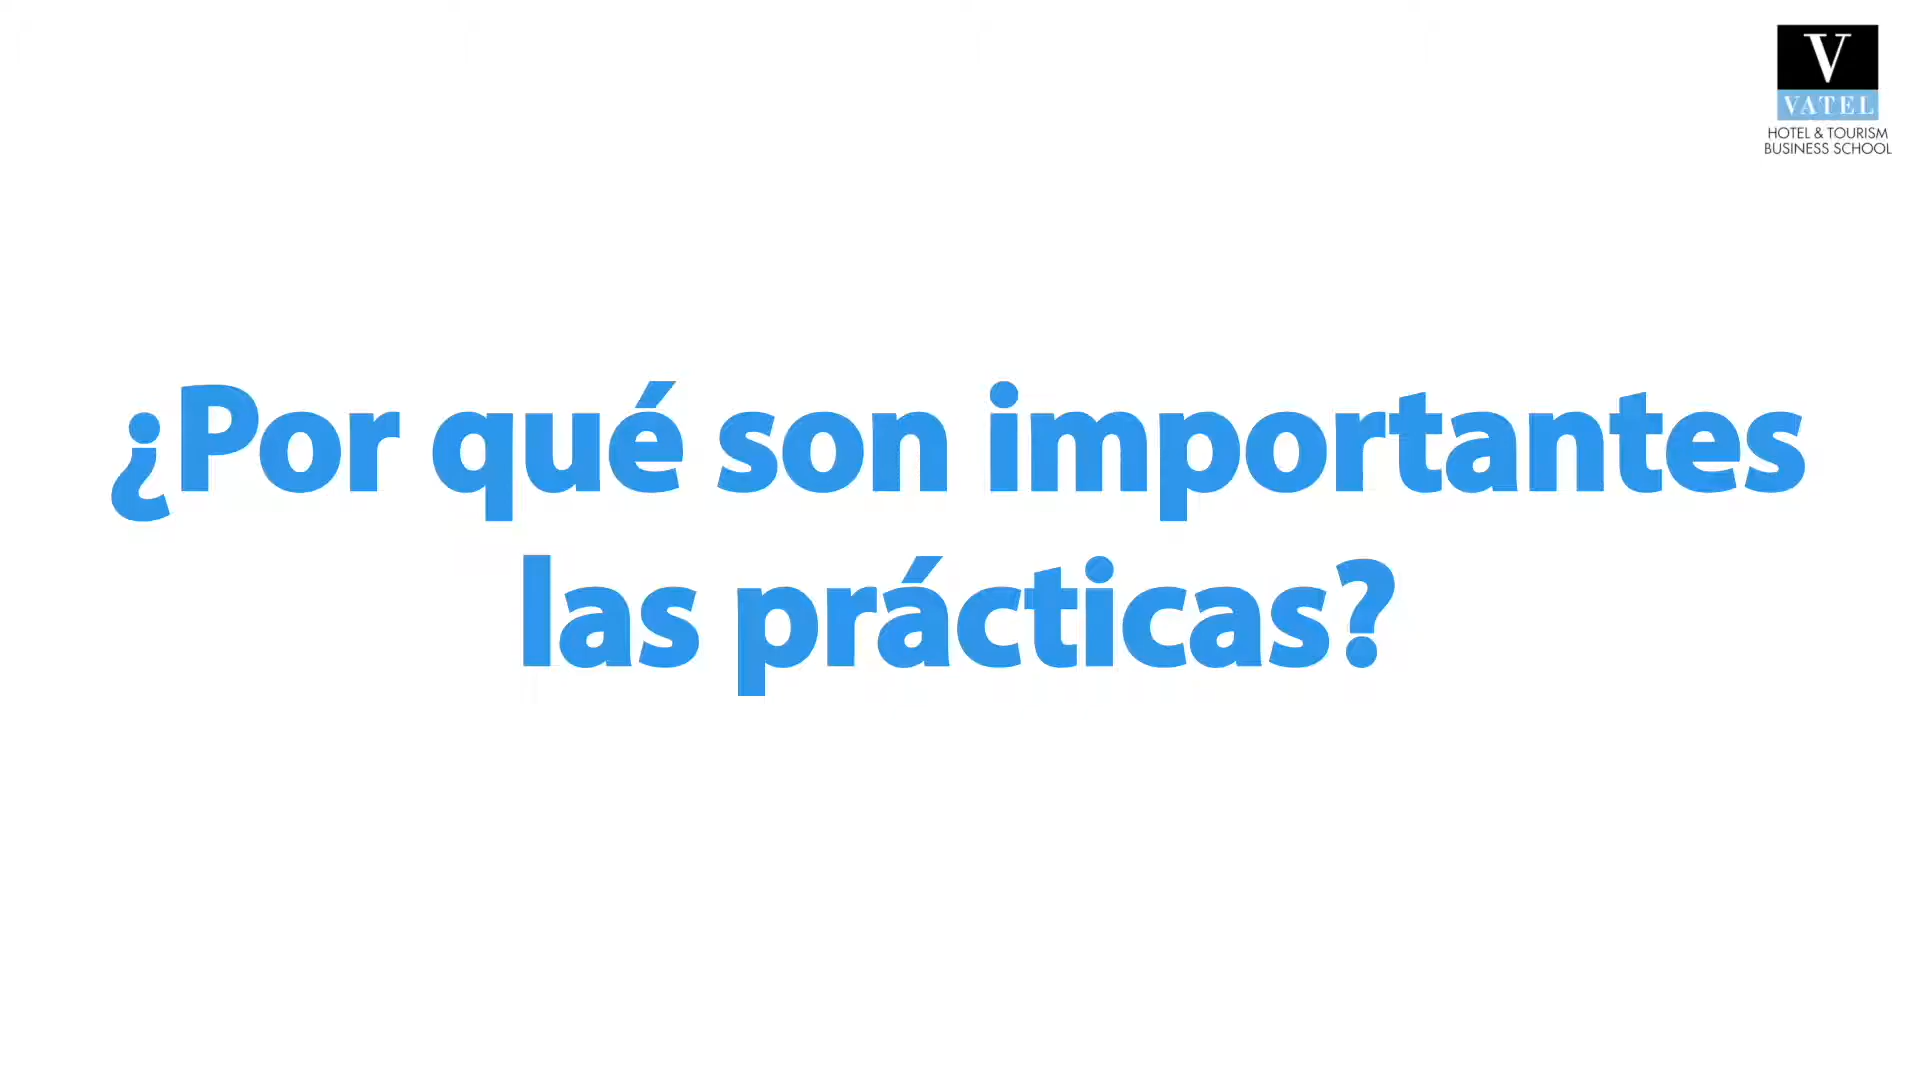 V
VATEL
HOTEL & TOURISM
BUSINESS SCHOOL
¿Por qué son importantes
las prácticas?